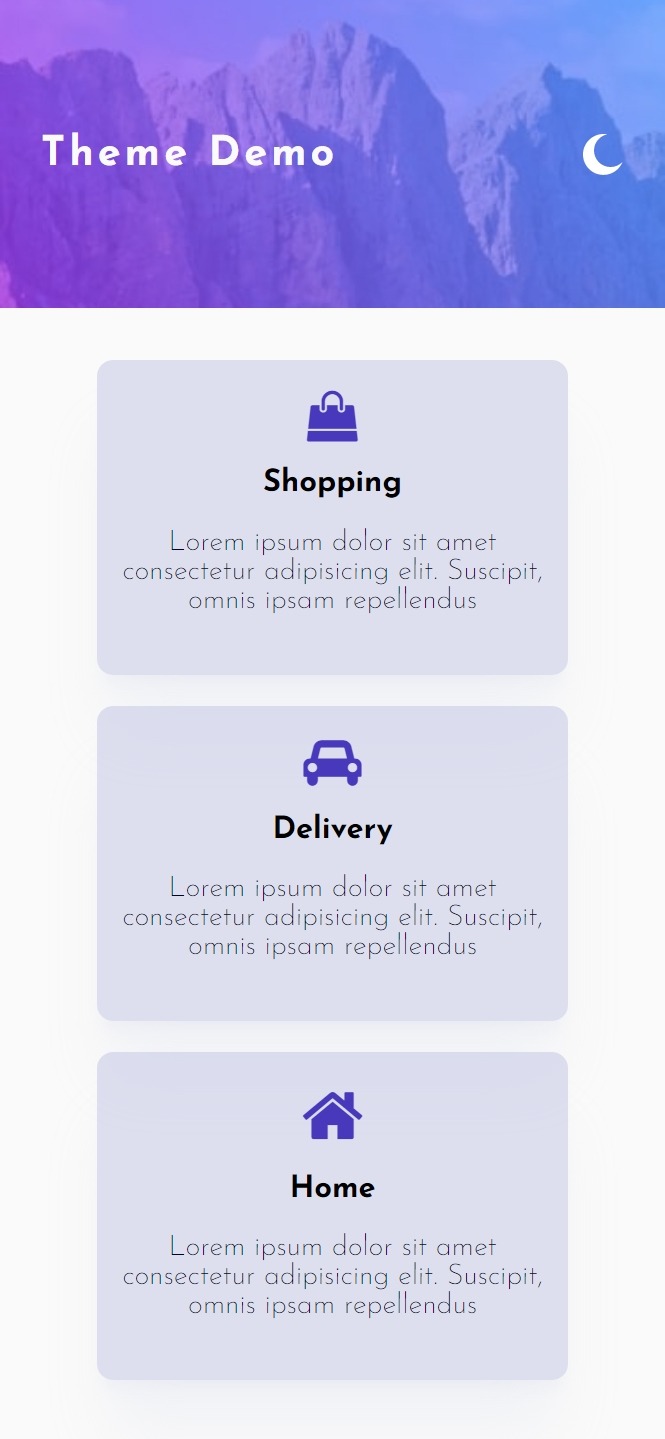 Theme Demo
Shopping
Lorem ipsum dolor sit amet
consectetur adipisicing elit. Suscipit,
omnis ipsam repellendus
Delivery
Lorem ipsum dolor sit amet
consectetur adipisicing elit. Suscipit,
omnis ipsam repellendus
Home
Lorem ipsum dolor sit amet
consectetur adipisicing elit. Suscipit,
omnis ipsam repellendus